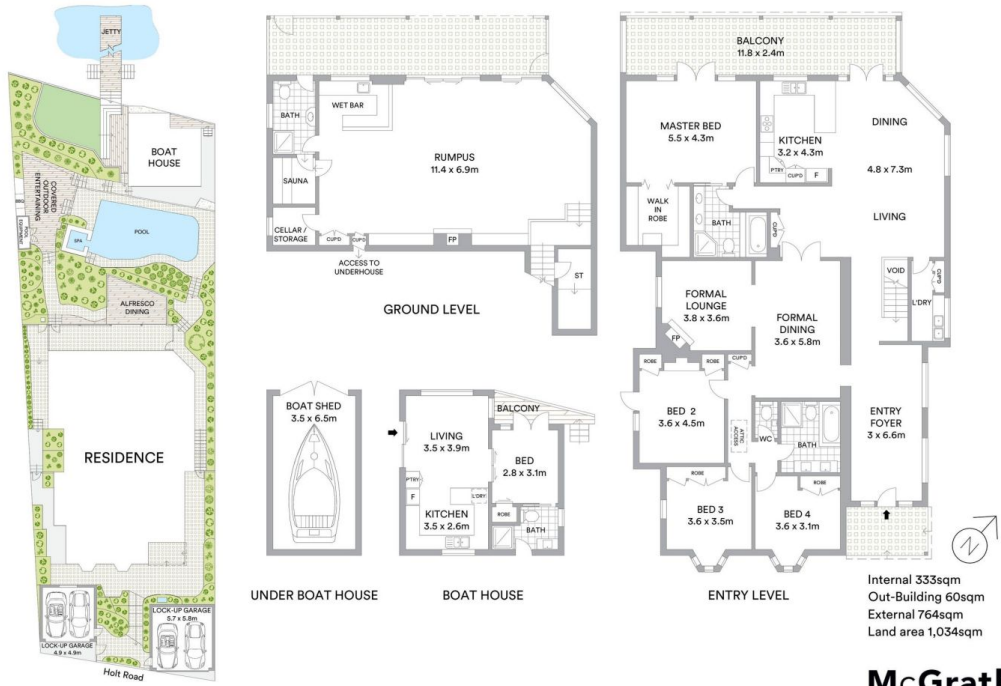 JETTY
BOAT
HOUSE
COVERED
OUTDOOR
ENTERTAINING
POOL
EQUIPMENT
SPA
POOL
ALFRESCO
DINING
RESIDENCE
LOCK-UP GARAGE
4.9 x 4.9m
LOCK-UP GARAGE
5.7 x 5.8m
Holt Road
BATH
WET BAR
RUMPUS
11.4 x 6.9m
SAUNA
CELLAR /
STORAGE
CUP'D
CUP'D
FP
ACCESS TO
UNDERHOUSE
ST
GROUND LEVEL
BOAT SHED
3.5 x 6.5m
UNDER BOAT HOUSE
BALCONY
LIVING
3.5 x 3.9m
BED
2.8 x 3.1m
PTRY
F
L'DRY
KITCHEN
3.5 x 2.6m
ROBE
BATH
BOAT HOUSE
BALCONY
11.8 x 2.4m
MASTER BED
5.5 x 4.3m
KITCHEN
3.2 x 4.3m
PTRY
CUP'D
F
DINING
4.8 x 7.3m
LIVING
WALK
IN
ROBE
BATH
CUP'D
VOID
CUP'D
L'DRY
FORMAL
LOUNGE
3.8 x 3.6m
FP
FORMAL
DINING
3.6 x 5.8m
ROBE
ROBE
CUP'D
BED 2
3.6 x 4.5m
ATTIC
ACCESS
WC
BATH
ENTRY
FOYER
3 x 6.6m
ROBE
BED 3
3.6 x 3.5m
ROBE
BED 4
3.6 x 3.1m
ENTRY LEVEL
N
Internal 333sqm
Out-Building 60sqm
External 764sqm
Land area 1,034sqm
McGrath